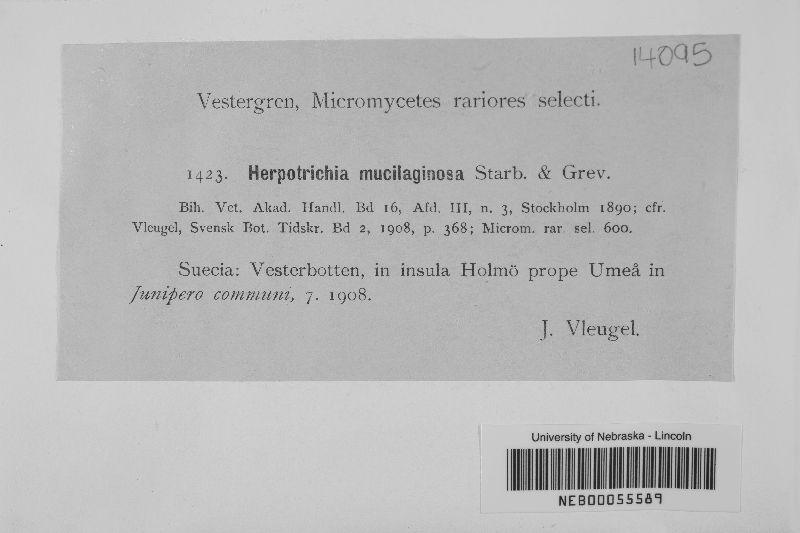 14095
Vestergren, Micromycetes rariores selecti.
1423. Herpotrichia mucilaginosa Starb. & Grev.
Bih. Vet. Akad. Handl. Bd 16, Afd. III, n. 3, Stockholm 1890; cfr.
Vleugel, Svensk Bot. Tidskr. Bd 2, 1908, p. 368; Microm. rar. sel. 600.
Suecia: Vesterbotten, in insula Holmö prope Umeå in
Junipero communi, 7. 1908.
J. Vleugel.
University of Nebraska - Lincoln
NEB00055589